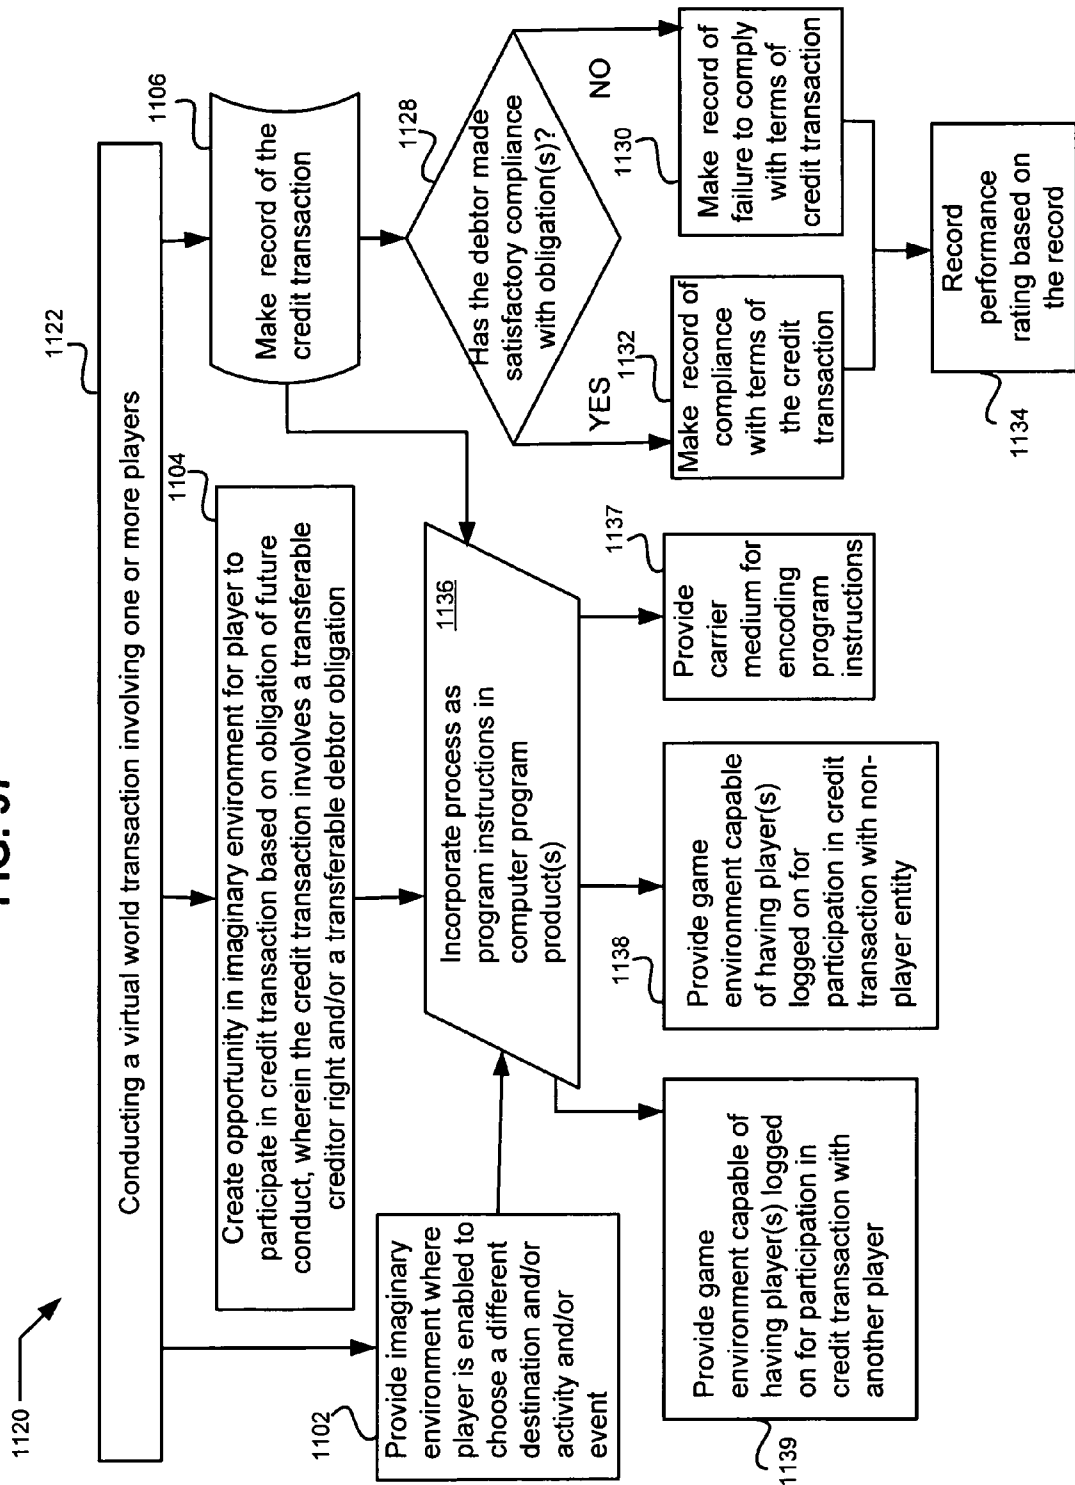 FIG.
1120
1122
Conducting a virtual world transaction involving one or more players
1104
Create opportunity in imaginary environment for player to
participate in credit transaction based on obligation of future
conduct, wherein the credit transaction involves a transferable
creditor right and/or a transferable debtor obligation
1106
Make record of the
credit transaction
1102
Provide imaginary
environment where
player is enabled to
choose a different
destination and/or
activity and/or
event
1136
Incorporate process as
program instructions in
computer program
product(s)
1128
Has the debtor made
satisfactory compliance
with obligation(s)?
YES
NO
1132
Make record of
compliance
with terms of
the credit
transaction
1130
Make record of
failure to comply
with terms of
credit transaction
1139
Provide game
environment capable of
having player(s) logged
on for participation in
credit transaction with
another player
1138
Provide game
environment capable
of having player(s)
logged on for
participation in credit
transaction with non-
player entity
1137
Provide
carrier
medium for
encoding
program
instructions
1134
Record
performance
rating based on
the record